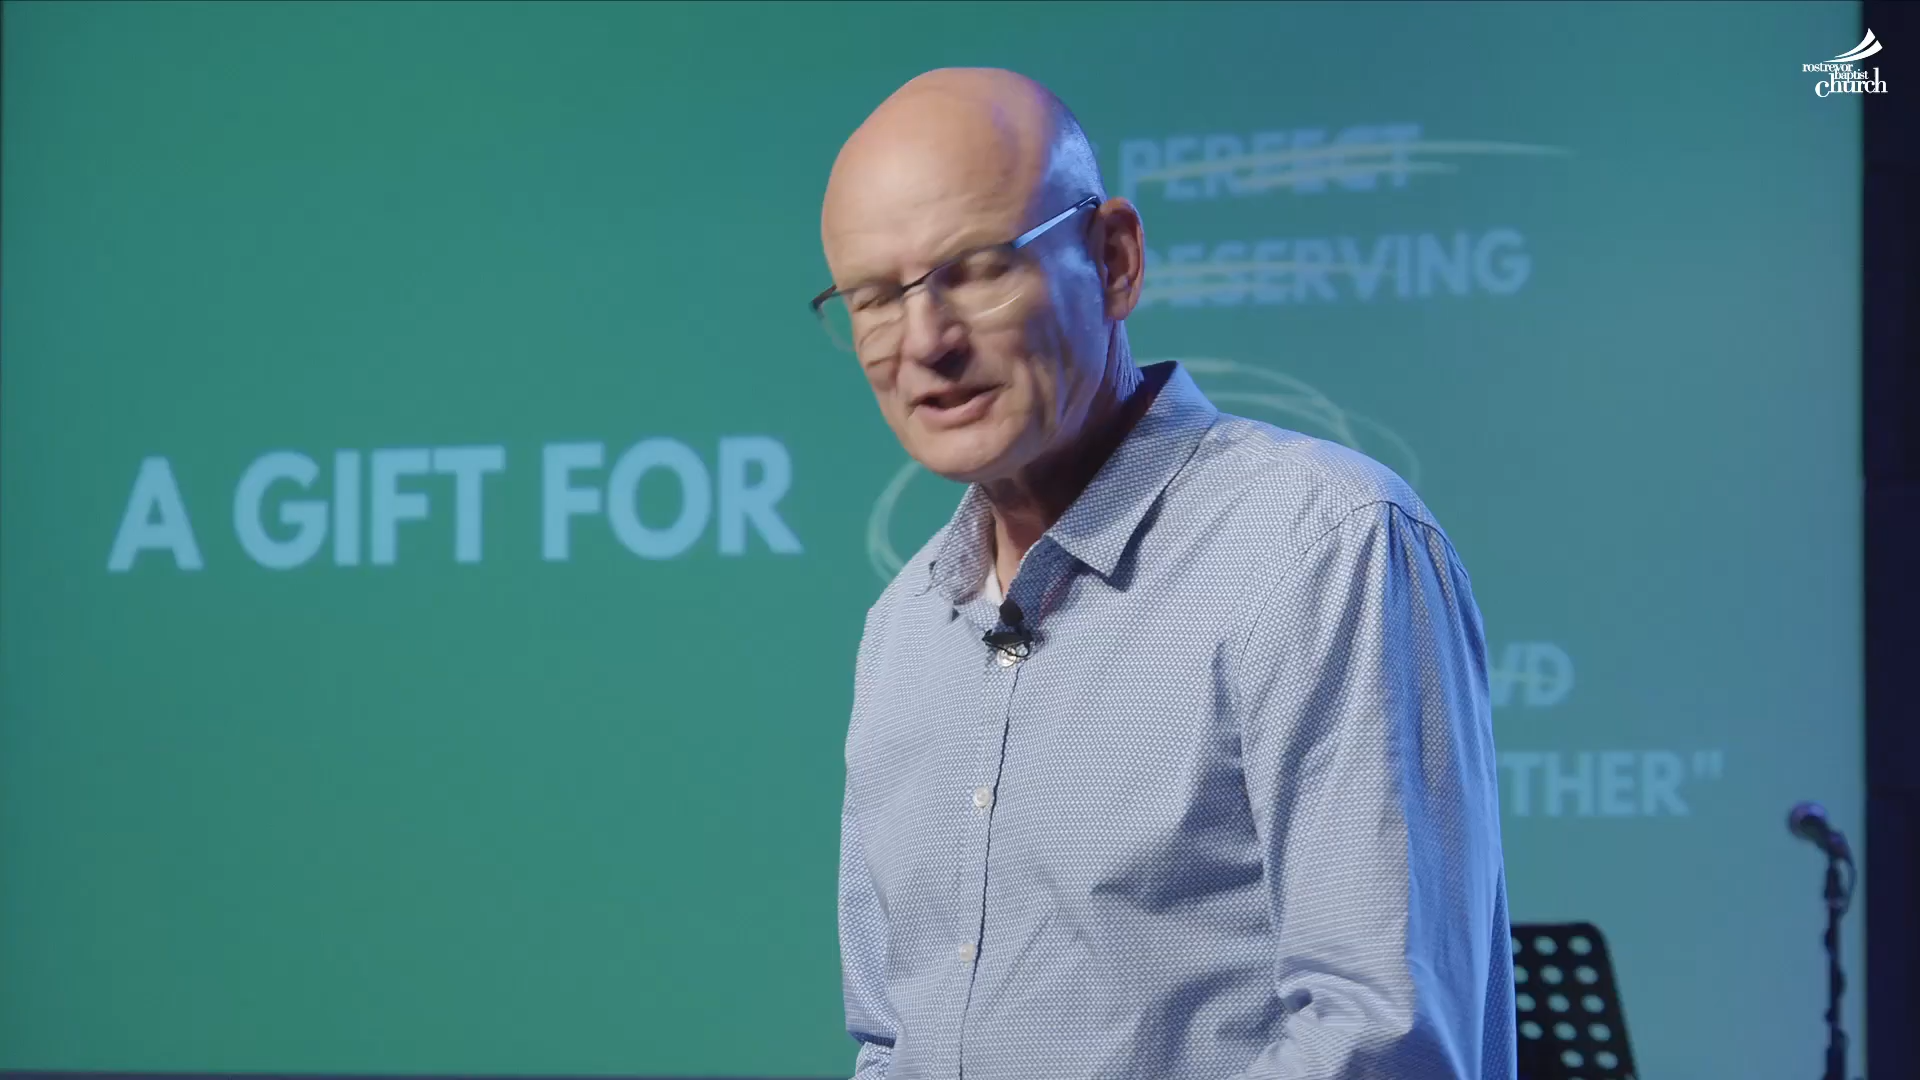 rostrevor
baptist
church
PERFECT
DESERVING
A GIFT FOR
THER"